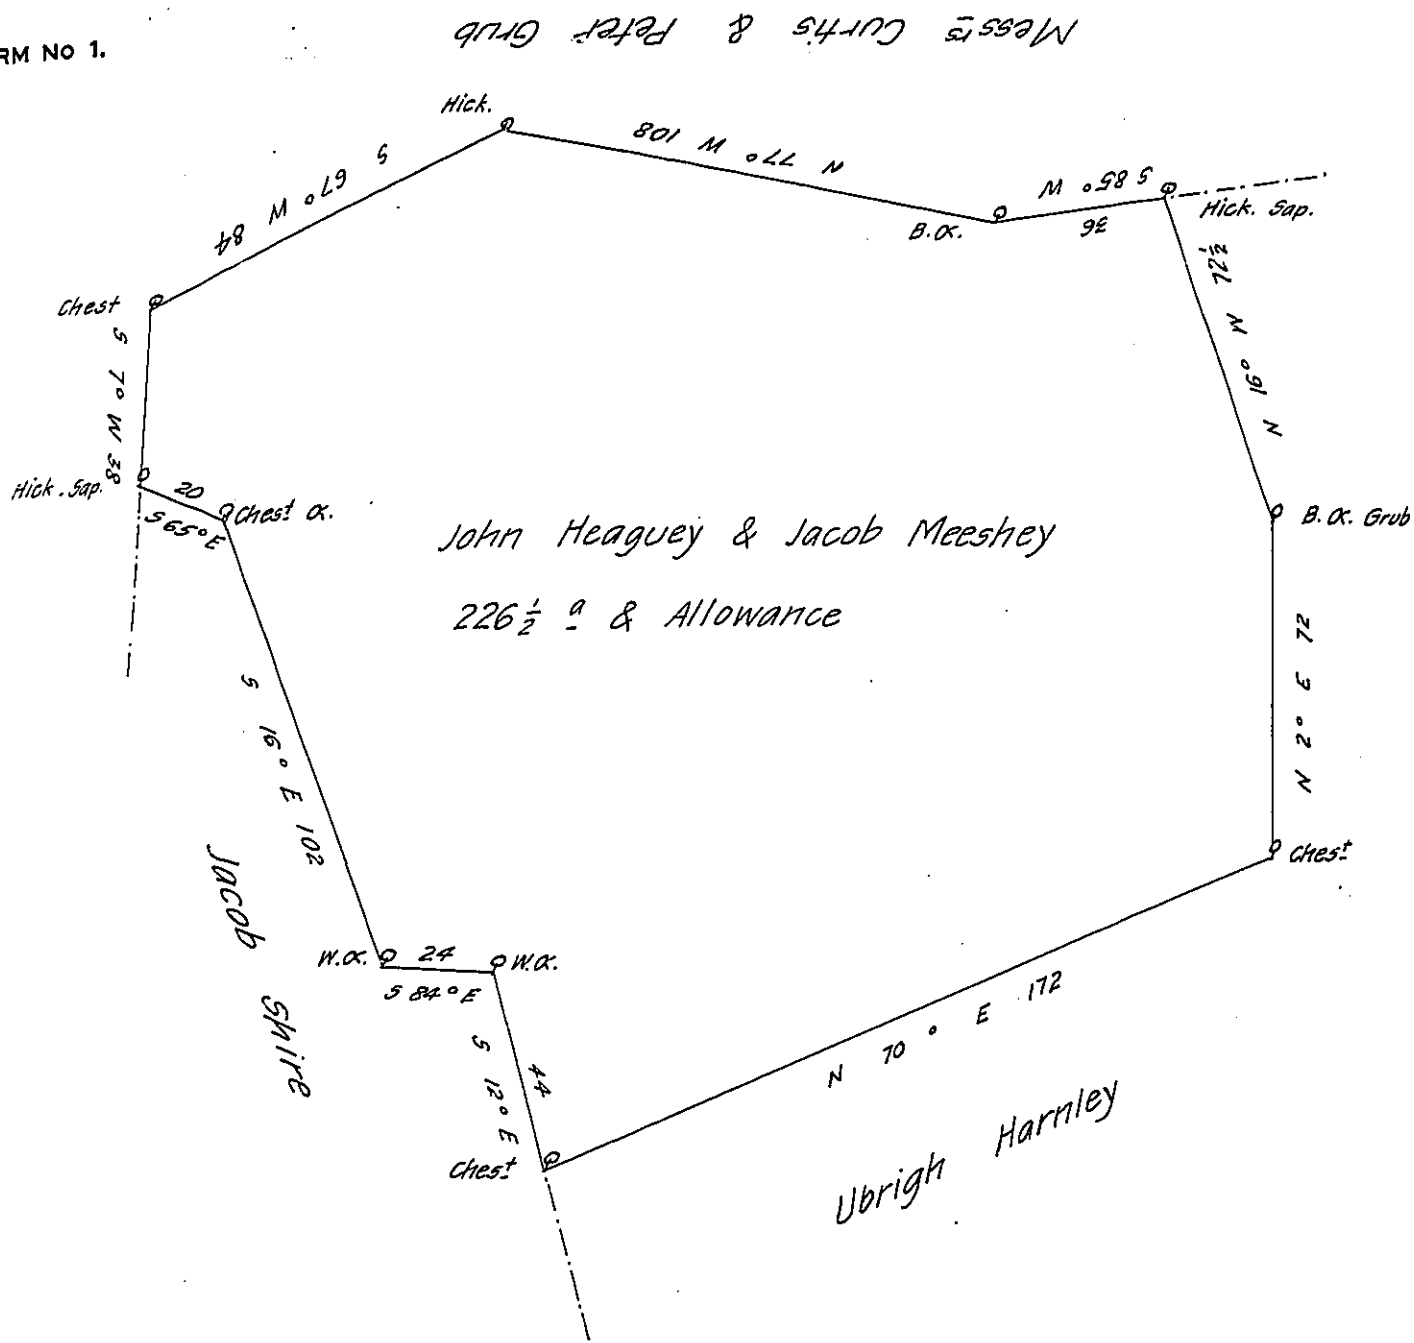 RM No 1.
Messrs Curtis & Peter Grub
Hick.
S 67° W 84
N 77° W 108
S 85° W
36
B.O.
Hick. Sap.
N 16° W 72½
Chest
S 7° W 38
Hick. Sap.
20
S 65° E
Chest O.
B.O. Grub
John Heaguey & Jacob Meeshey
226½ a & Allowance
N 2° E 72
S 16° E 102
Chest
Jacob Shire
W.O.
24
S 84° E
W.O.
S 12° E
44
Chest
N 70° E 172
Ubrigh Harnley